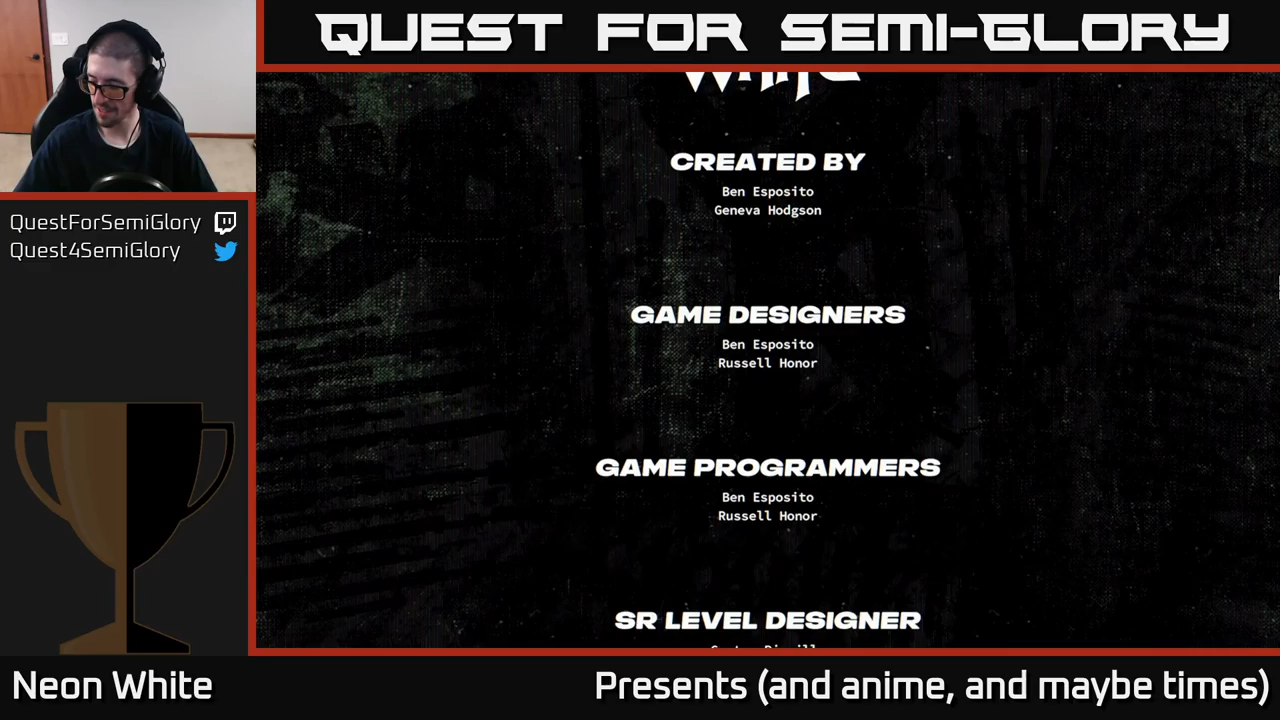 QUEST FOR SEMI-GLORY
QuestForSemiGlory
Quest4SemiGlory
WHITE
CREATED BY
Ben Esposito
Geneva Hodgson
GAME DESIGNERS
Ben Esposito
Russell Honor
GAME PROGRAMMERS
Ben Esposito
Russell Honor
SR LEVEL DESIGNER
Neon White
Presents (and anime, and maybe times)